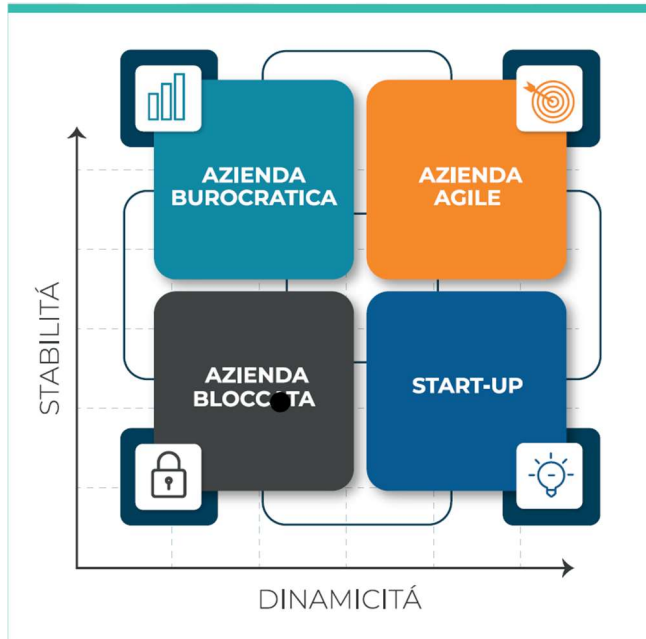 AZIENDA
BUROCRATICA
AZIENDA
AGILE
AZIENDA
START-UP
STABILITÁ
DINAMICITÁ